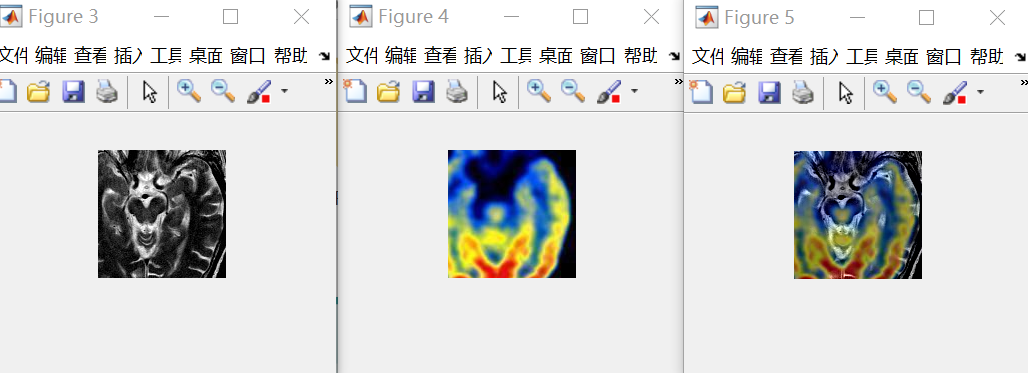 Figure 3
文件 编辑 查看 插入 工具 桌面 窗口 帮助
Figure 4
文件 编辑 查看 插入 工具 桌面 窗口 帮助
Figure 5
文件 编辑 查看 插入 工具 桌面 窗口 帮助